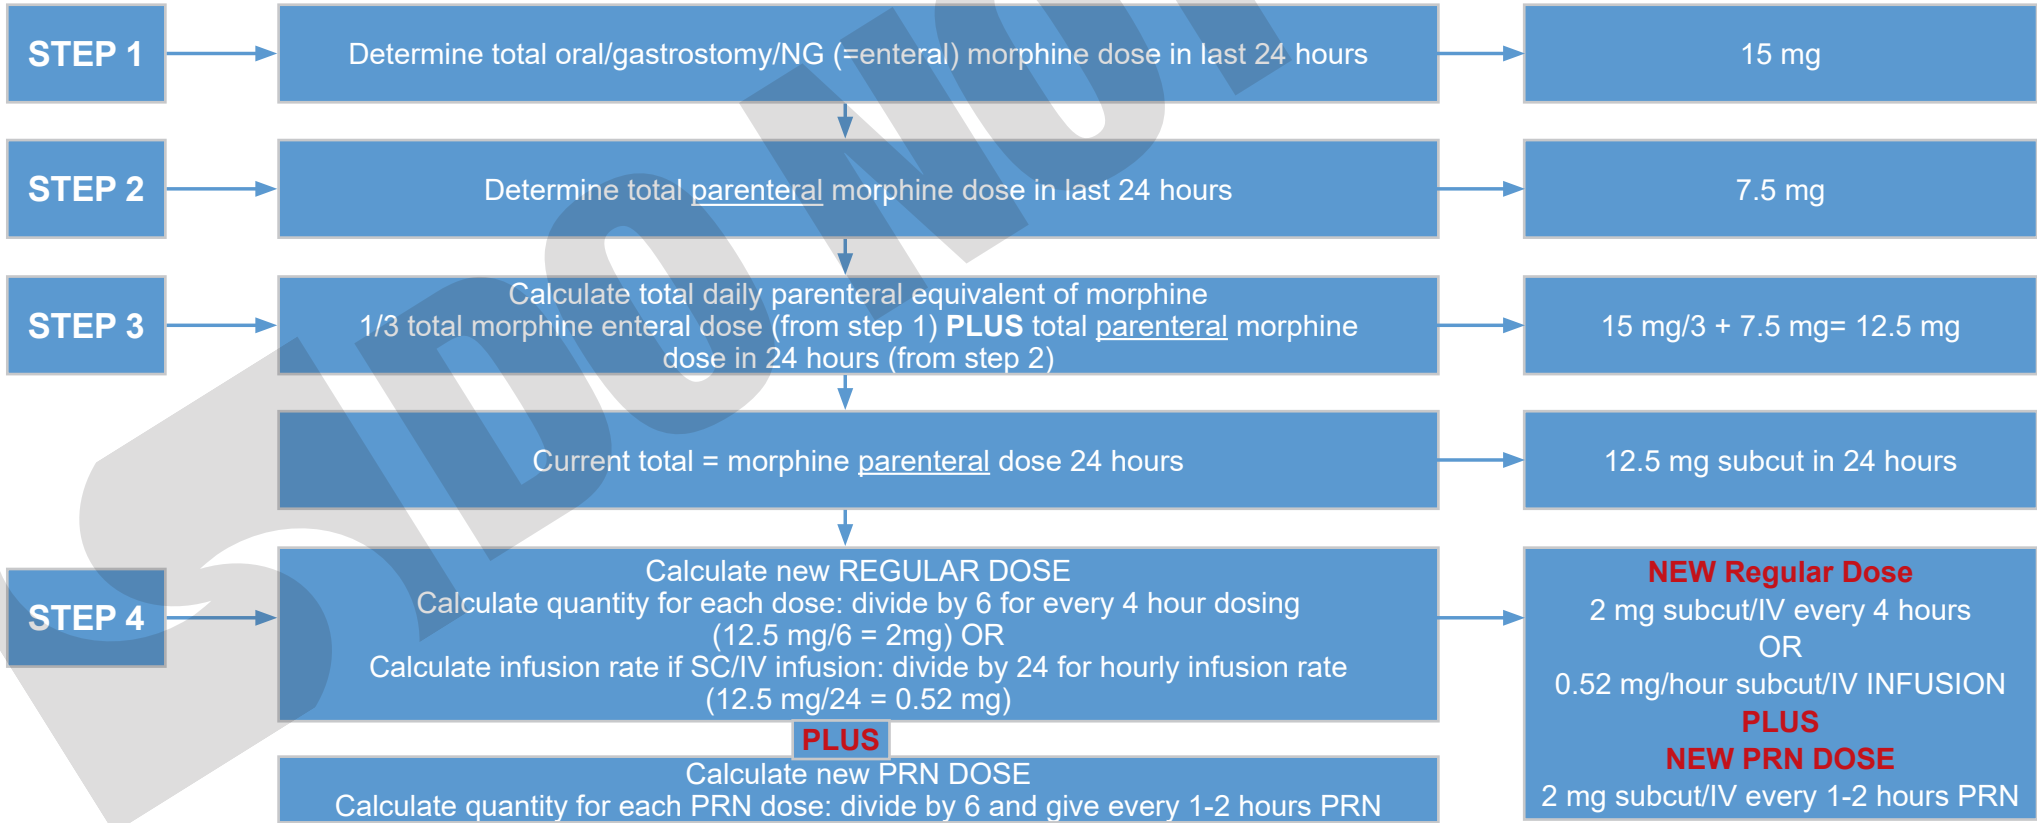 STEP 1
Determine total oral/gastrostomy/NG (=enteral) morphine dose in last 24 hours
15 mg
STEP 2
Determine total parenteral morphine dose in last 24 hours
7.5 mg
STEP 3
Calculate total daily parenteral equivalent of morphine
1/3 total morphine enteral dose (from step 1) PLUS total parenteral morphine
dose in 24 hours (from step 2)
15 mg/3 + 7.5 mg= 12.5 mg
Current total = morphine parenteral dose 24 hours
12.5 mg subcut in 24 hours
STEP 4
Calculate new REGULAR DOSE
Calculate quantity for each dose: divide by 6 for every 4 hour dosing
(12.5 mg/6 = 2mg) OR
Calculate infusion rate if SC/IV infusion: divide by 24 for hourly infusion rate
(12.5 mg/24 = 0.52 mg)
PLUS
Calculate new PRN DOSE
Calculate quantity for each PRN dose: divide by 6 and give every 1-2 hours PRN
NEW Regular Dose
2 mg subcut/IV every 4 hours
OR
0.52 mg/hour subcut/IV INFUSION
PLUS
NEW PRN DOSE
2 mg subcut/IV every 1-2 hours PRN
DO NO